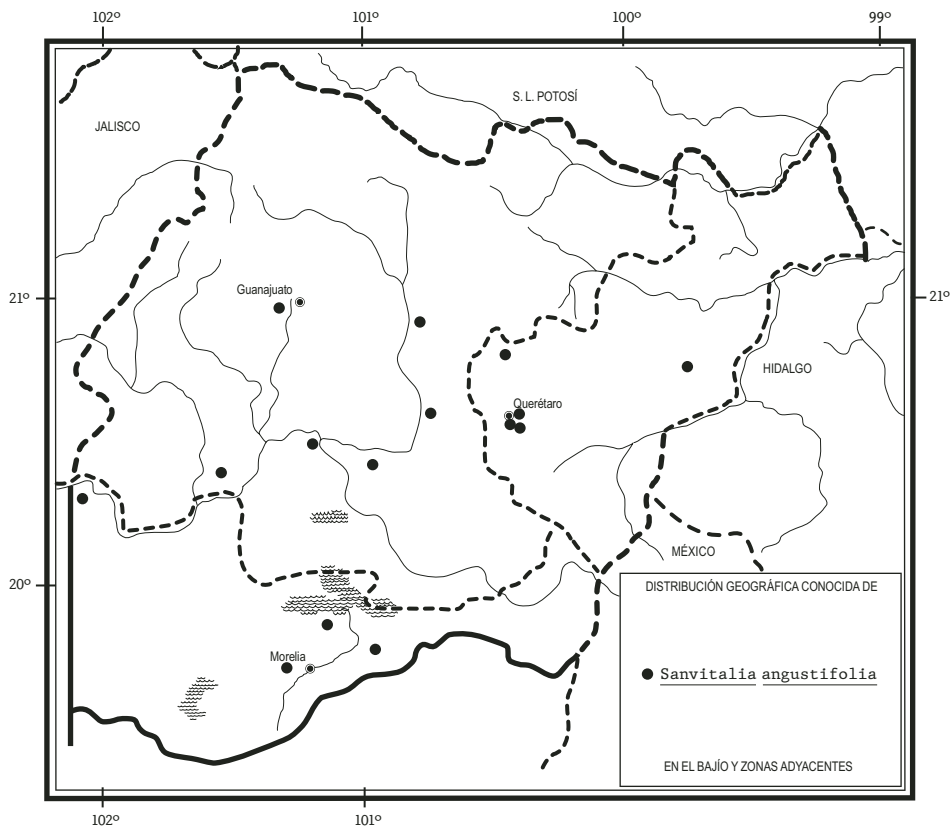 102º 101º 100º 99º
S. L. POTOSÍ
JALISCO
Guanajuato
21º 21º
HIDALGO
Querétaro
MÉXICO
20º
DISTRIBUCIÓN GEOGRÁFICA CONOCIDA DE
Morelia
Sanvitalia angustifolia
EN EL BAJÍO Y ZONAS ADYACENTES
102º 101º